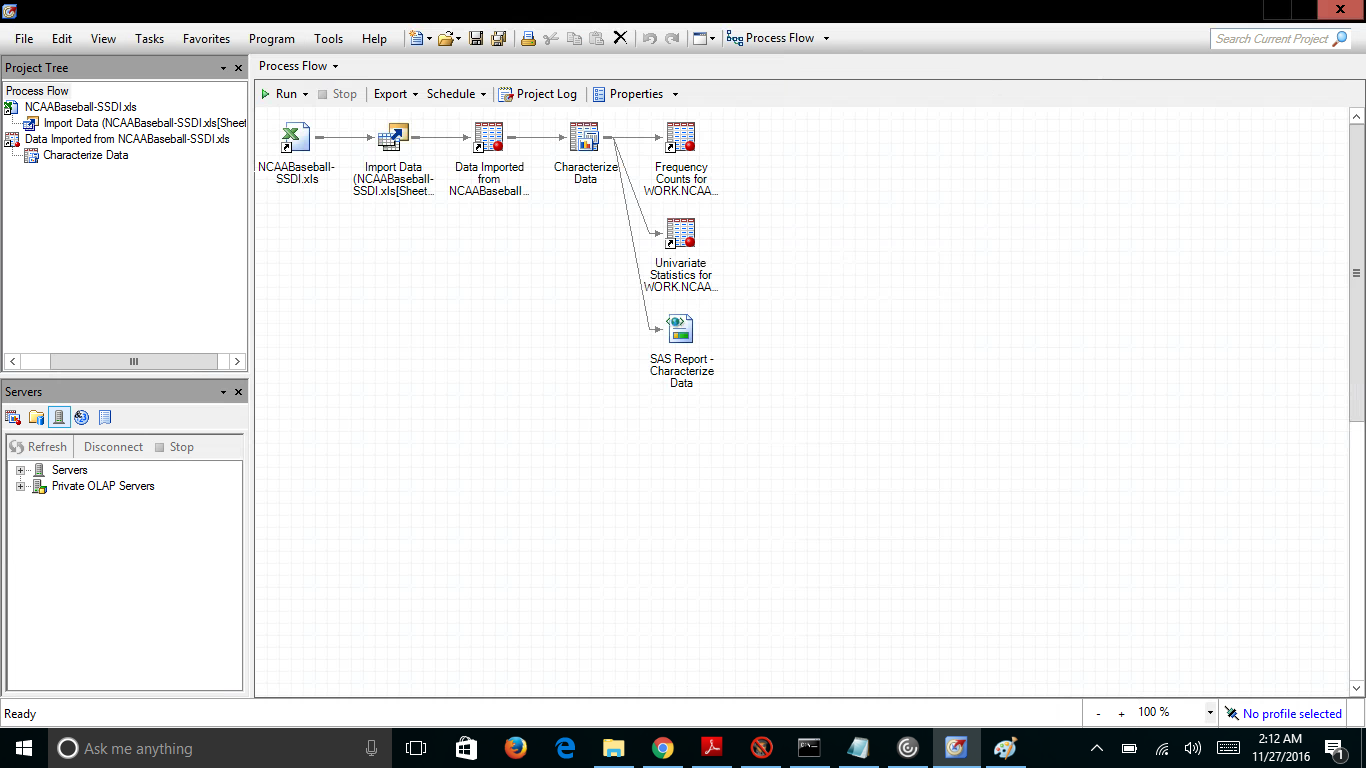 File Edit View Tasks Favorites Program Tools Help Process Flow Search Current Project
Project Tree
Process Flow
NCAABaseball-SSDI.xls
Import Data (NCAABaseball-SSDI.xls[Sheet
Data Imported from NCAABaseball-SSDI.xls
Characterize Data
Process Flow
Run Stop Export Schedule Project Log Properties
NCAABaseball-
SSDI.xls
Import Data
(NCAABaseball-
SSDI.xls[Sheet...
Data Imported
from
NCAABaseball...
Characterize
Data
Frequency
Counts for
WORK.NCAA...
Univariate
Statistics for
WORK.NCAA...
SAS Report -
Characterize
Data
Servers
Refresh Disconnect Stop
Servers
Private OLAP Servers
Ready - + 100 % No profile selected
Ask me anything
2:12 AM
11/27/2016
1